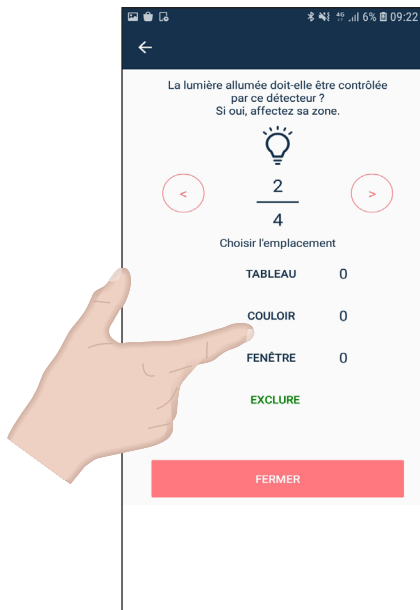 4G 6% 09:22
La lumière allumée doit-elle être contrôlée
par ce détecteur ?
Si oui, affectez sa zone.
< 2 >
4
Choisir l'emplacement
TABLEAU 0
COULOIR 0
FENÊTRE 0
EXCLURE
FERMER